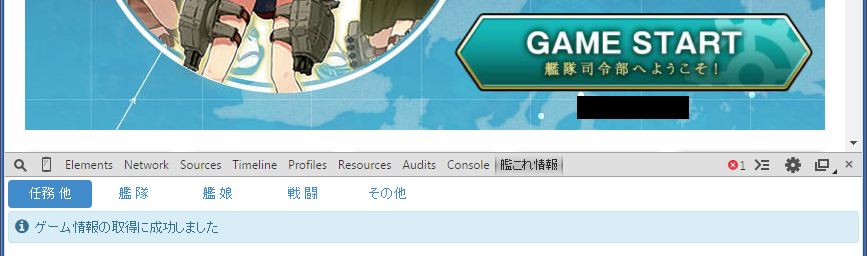 GAME START
艦隊司令部へようこそ！
Elements Network Sources Timeline Profiles Resources Audits Console 艦これ情報 1
任務 他 艦 隊 艦 娘 戦 闘 その他
ゲーム情報の取得に成功しました